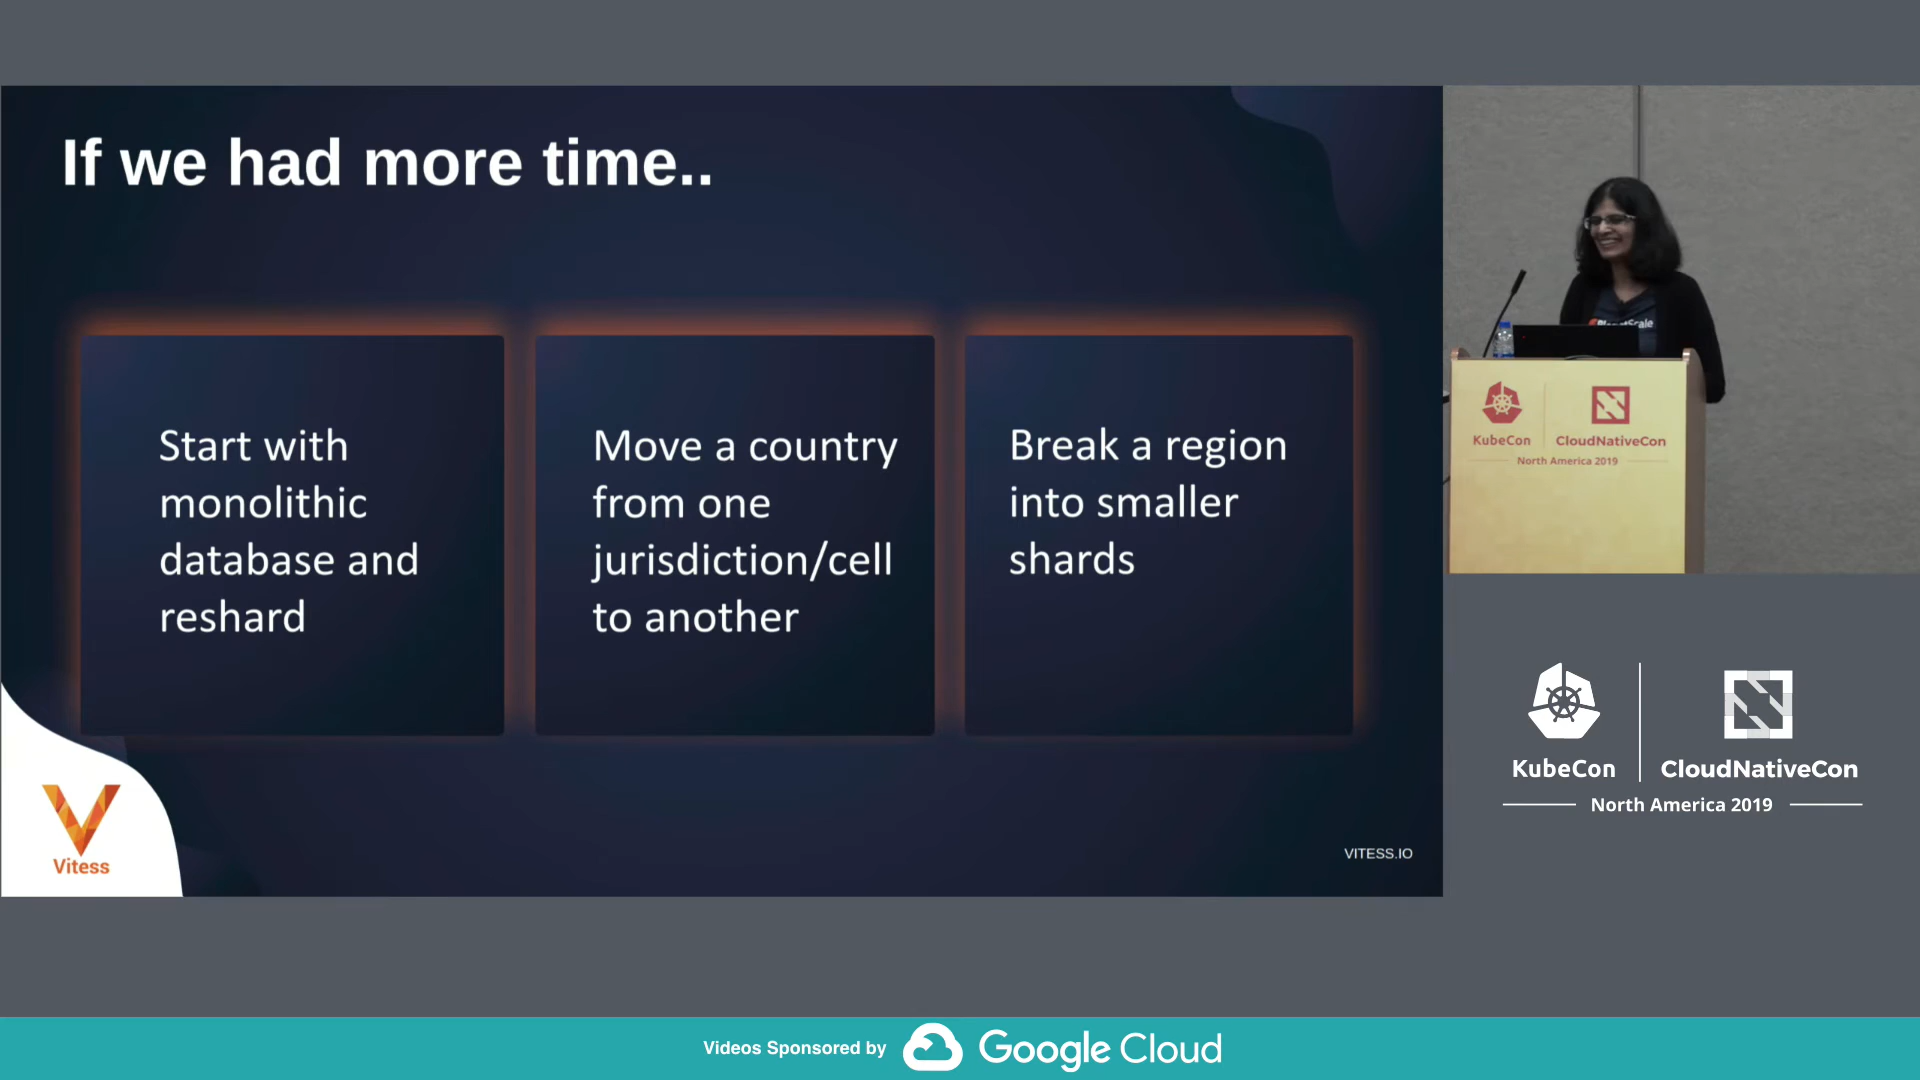 If we had more time..
Start with
monolithic
database and
reshard
Move a country
from one
jurisdiction/cell
to another
Break a region
into smaller
shards
Vitess
VITESS.IO
PlanetScale
KubeCon
CloudNativeCon
North America 2019
KubeCon
CloudNativeCon
North America 2019
Videos Sponsored by
Google Cloud